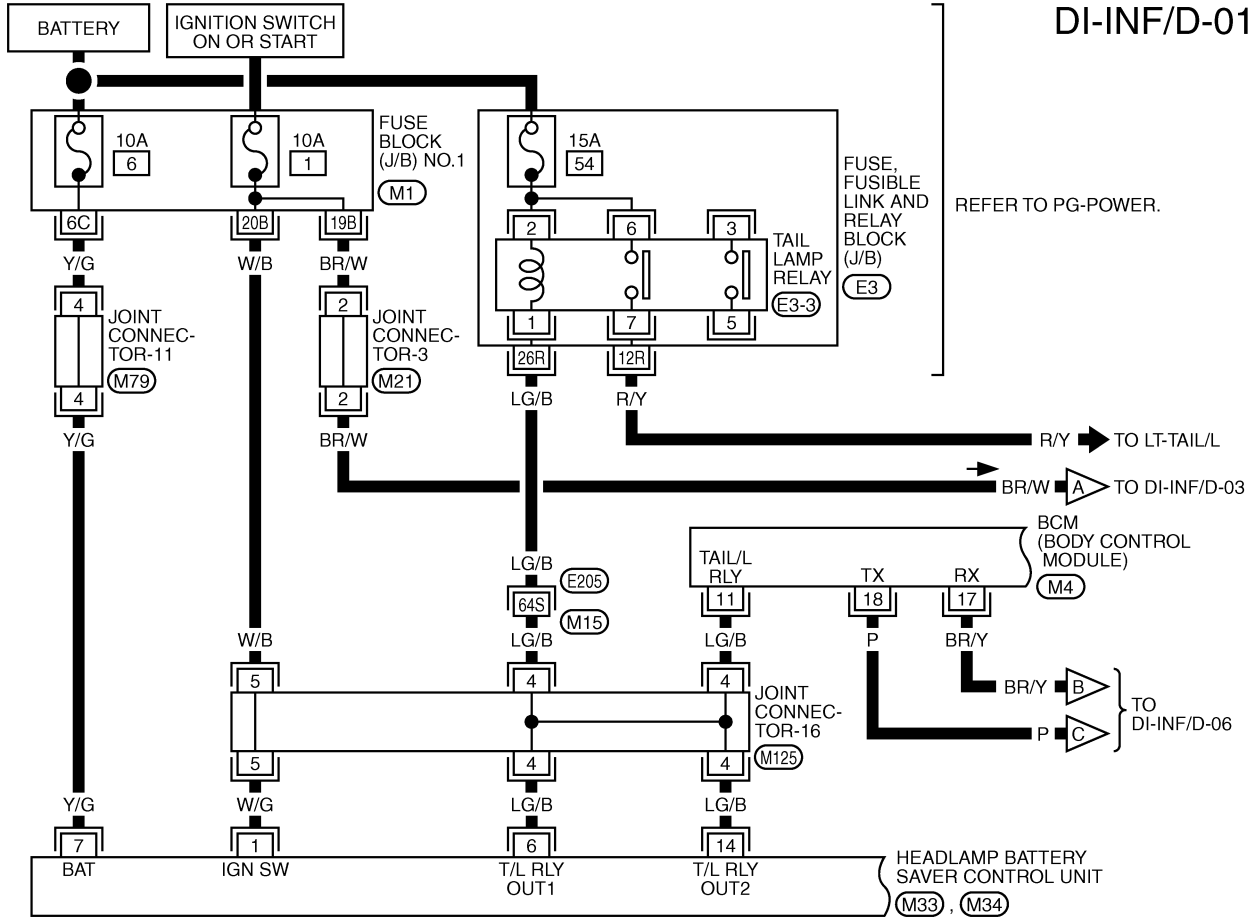 DI-INF/D-01
BATTERY
IGNITION SWITCH
ON OR START
10A
6
10A
1
FUSE
BLOCK
(J/B) NO.1
M1
15A
54
FUSE,
FUSIBLE
LINK AND
RELAY
BLOCK
(J/B)
E3
REFER TO PG-POWER.
6C
20B
19B
2
6
3
TAIL
LAMP
RELAY
E3-3
1
7
5
Y/G
W/B
BR/W
4
JOINT
CONNEC-
TOR-11
M79
4
2
JOINT
CONNEC-
TOR-3
M21
2
26R
12R
LG/B
R/Y
Y/G
BR/W
R/Y
TO LT-TAIL/L
BR/W
A
TO DI-INF/D-03
BCM
(BODY CONTROL
MODULE)
M4
TAIL/L
RLY
TX
RX
11
18
17
LG/B
E205
64S
M15
W/B
LG/B
LG/B
P
BR/Y
BR/Y
B
P
C
TO
DI-INF/D-06
5
4
4
JOINT
CONNEC-
TOR-16
M125
5
4
4
Y/G
W/G
LG/B
LG/B
7
1
6
14
BAT
IGN SW
T/L RLY
OUT1
T/L RLY
OUT2
HEADLAMP BATTERY
SAVER CONTROL UNIT
M33 , M34